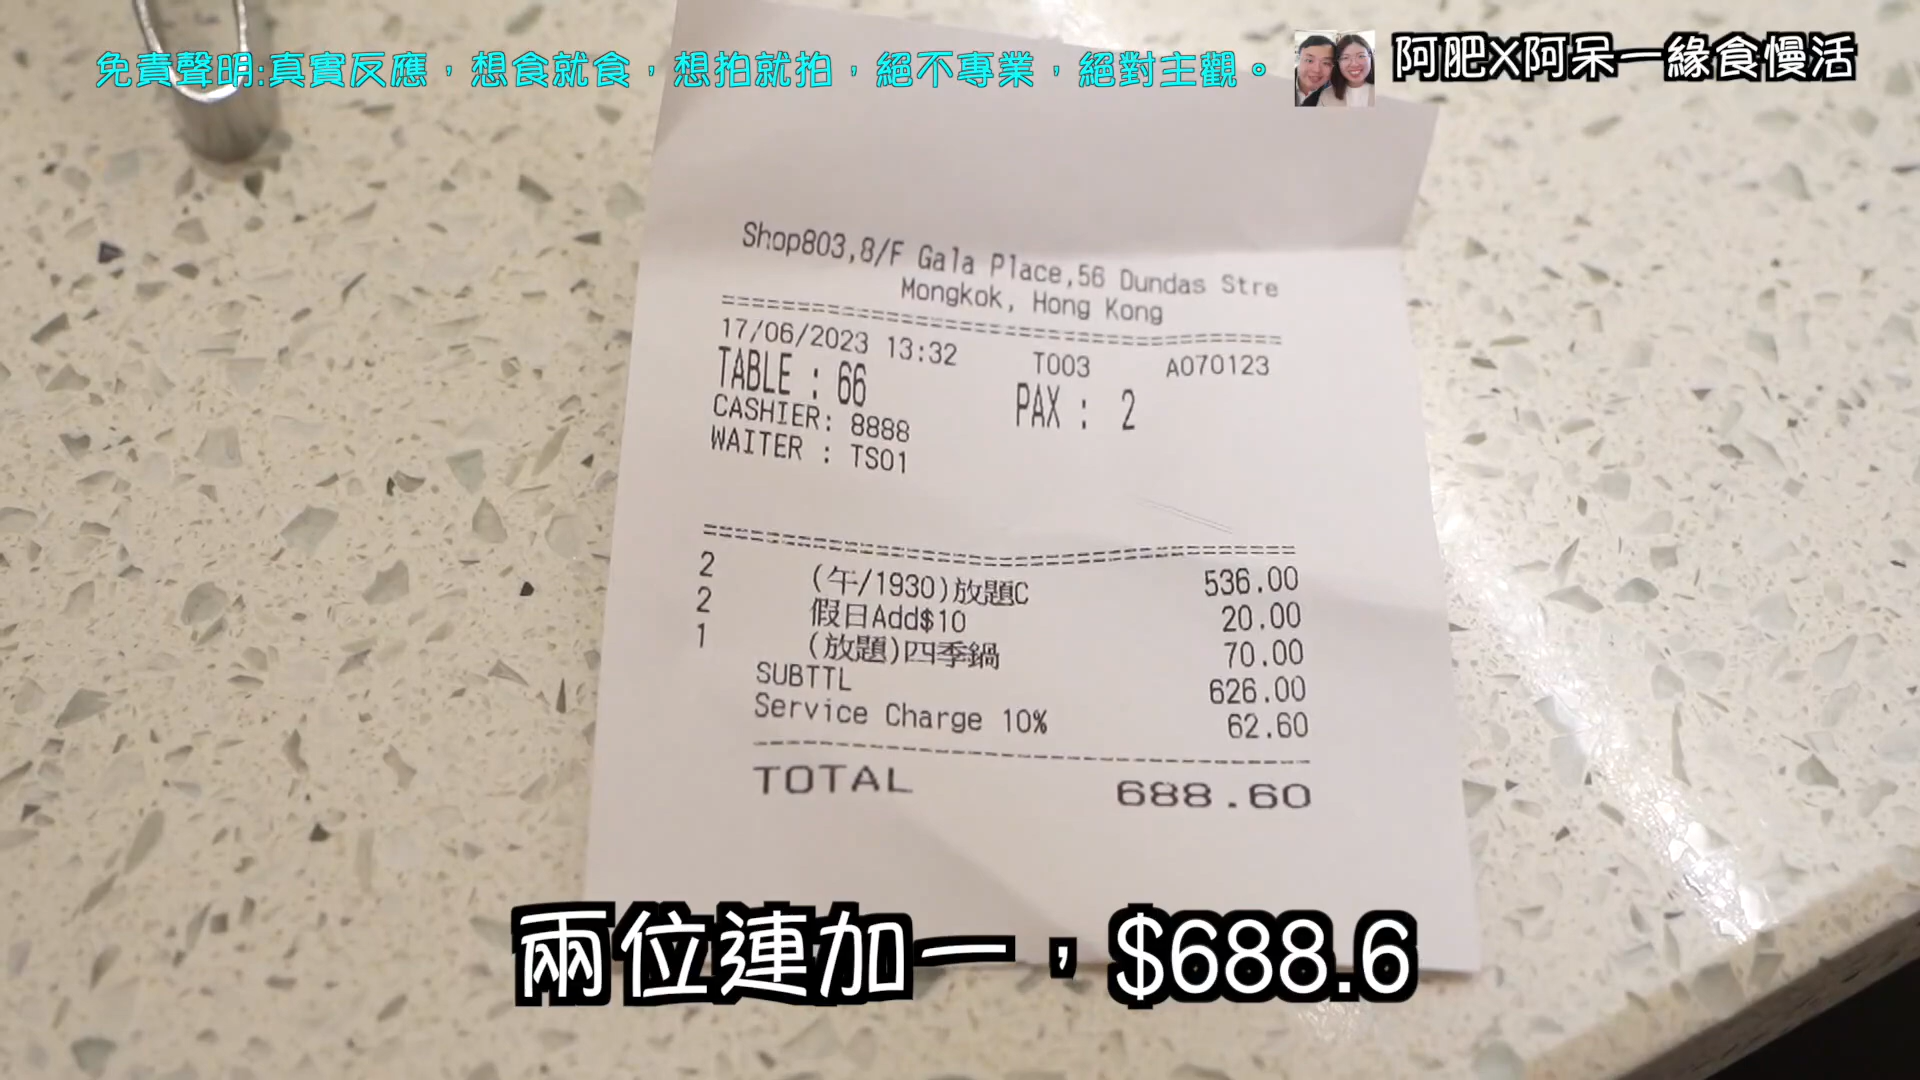 免責聲明:真實反應，想食就食，想拍就拍，絕不專業，絕對主觀。
阿肥X阿呆一緣食慢活
Shop803,8/F Gala Place,56 Dundas Stre
Mongkok, Hong Kong
17/06/2023 13:32 T003 A070123
TABLE : 66 PAX : 2
CASHIER: 8888
WAITER : TS01
2 (午/1930)放題C 536.00
2 假日Add$10 20.00
1 (放題)四季鍋 70.00
SUBTTL 626.00
Service Charge 10% 62.60
TOTAL 688.60
兩位連加一，$688.6